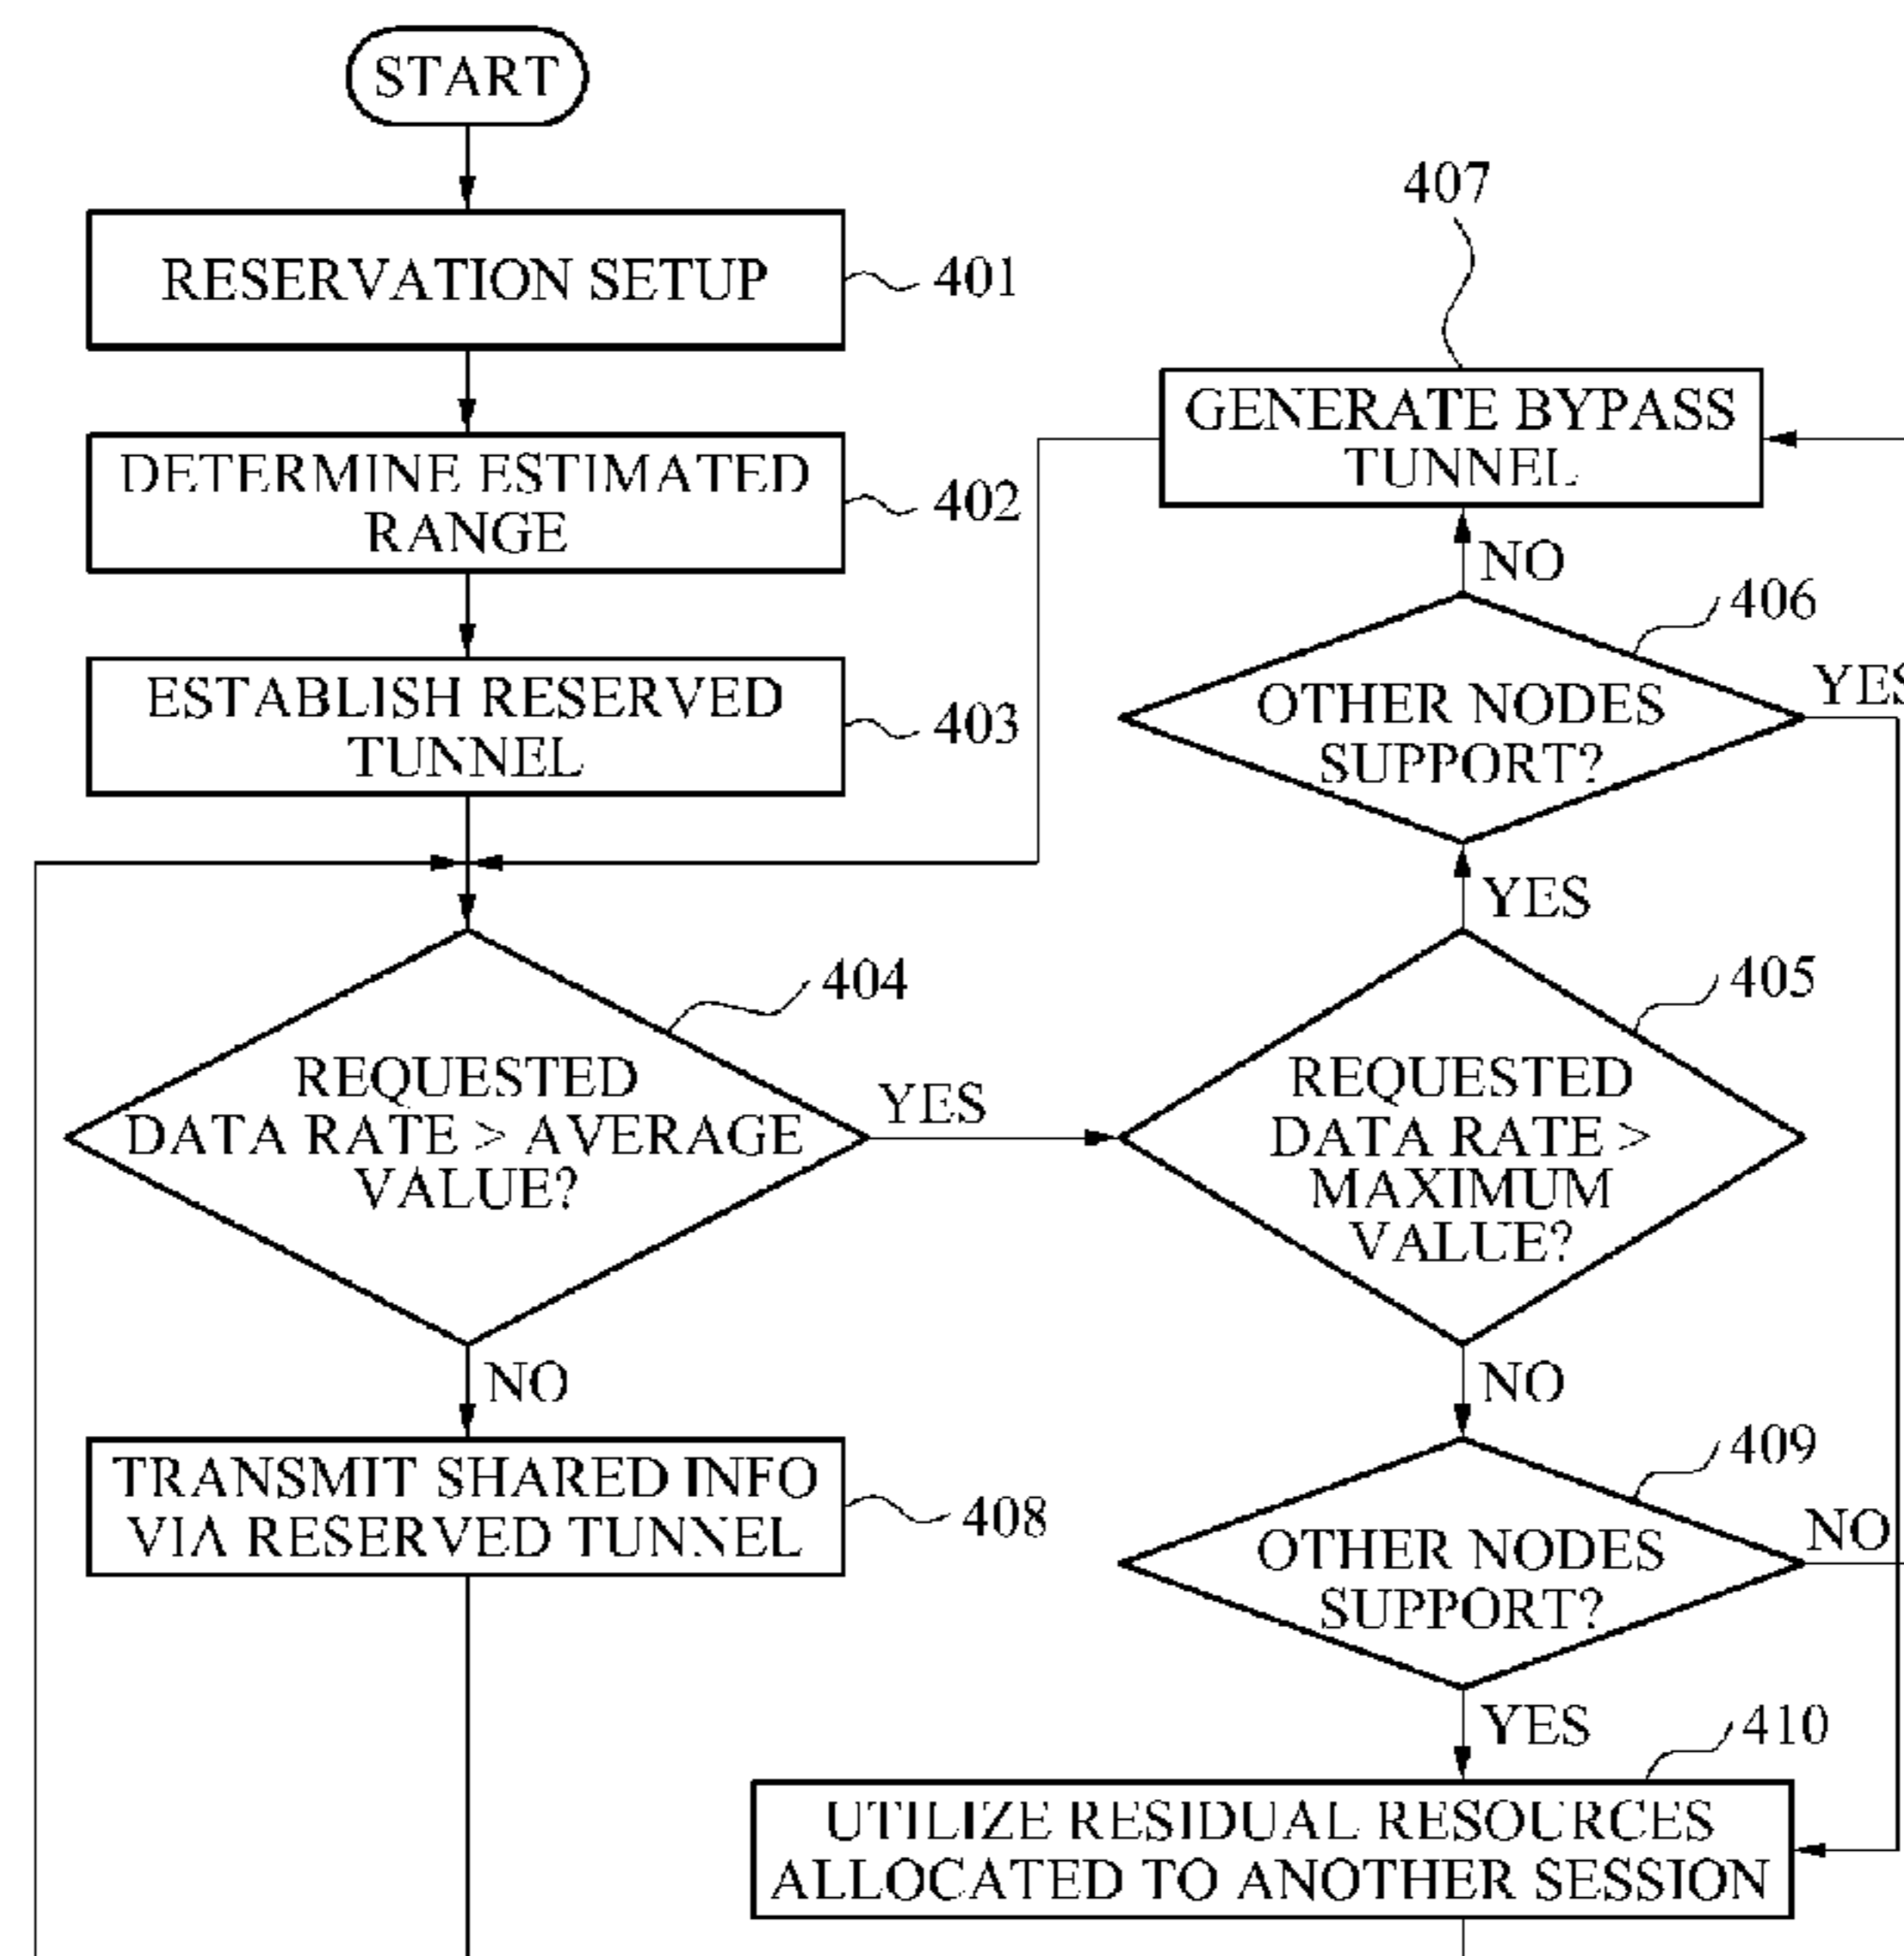 START
RESERVATION SETUP
401
DETERMINE ESTIMATED
RANGE
402
ESTABLISH RESERVED
TUNNEL
403
404
REQUESTED
DATA RATE > AVERAGE
VALUE?
YES
NO
TRANSMIT SHARED INFO
VIA RESERVED TUNNEL
408
407
GENERATE BYPASS
TUNNEL
NO
406
OTHER NODES
SUPPORT?
YES
YES
405
REQUESTED
DATA RATE >
MAXIMUM
VALUE?
NO
409
OTHER NODES
SUPPORT?
NO
YES
410
UTILIZE RESIDUAL RESOURCES
ALLOCATED TO ANOTHER SESSION